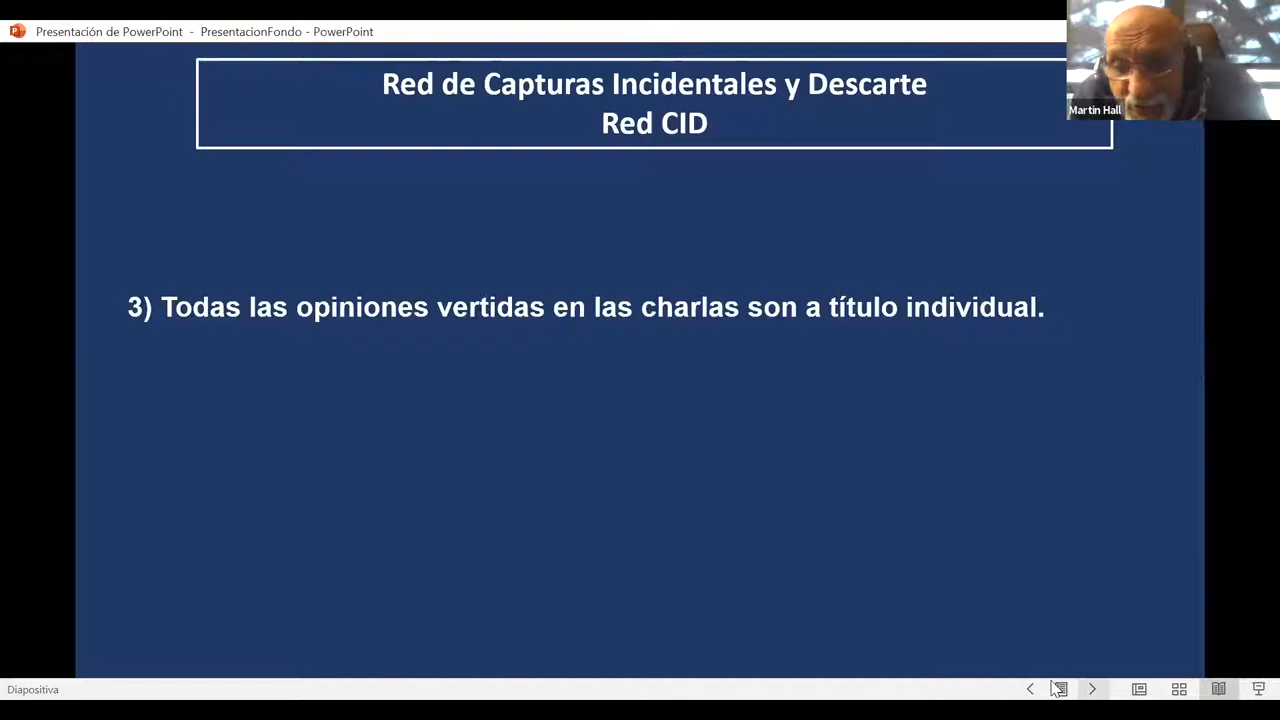 Presentación de PowerPoint - PresentacionFondo - PowerPoint
Martin Hall
Red de Capturas Incidentales y Descarte
Red CID
3) Todas las opiniones vertidas en las charlas son a título individual.
Diapositiva